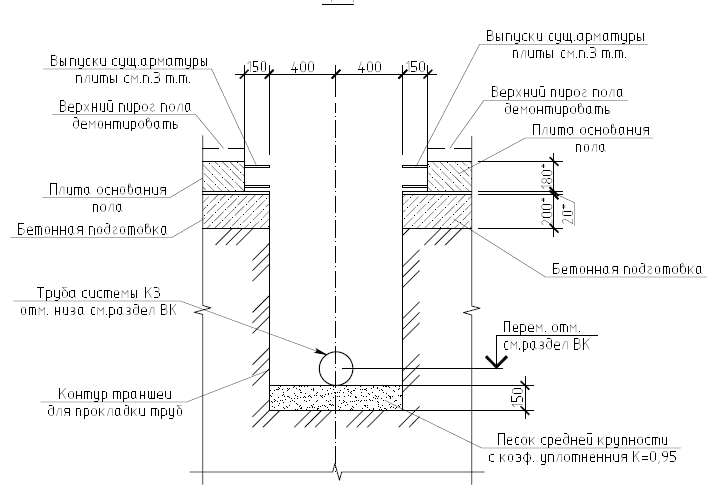 Выпуски сущ.арматуры
плиты см.п.3 т.т.
Верхний пирог пола
демонтировать
Плита основания
пола
Бетонная подготовка
Труба системы К3
отм. низа см.раздел ВК
Контур траншеи
для прокладки труб
150 400 400 150
Выпуски сущ.арматуры
плиты см.п.3 т.т.
Верхний пирог пола
демонтировать
Плита основания
пола
180*
200*
20*
Бетонная подготовка
Перем. отм.
см.раздел ВК
150
Песок средней крупности
с коэф. уплотнения К=0,95